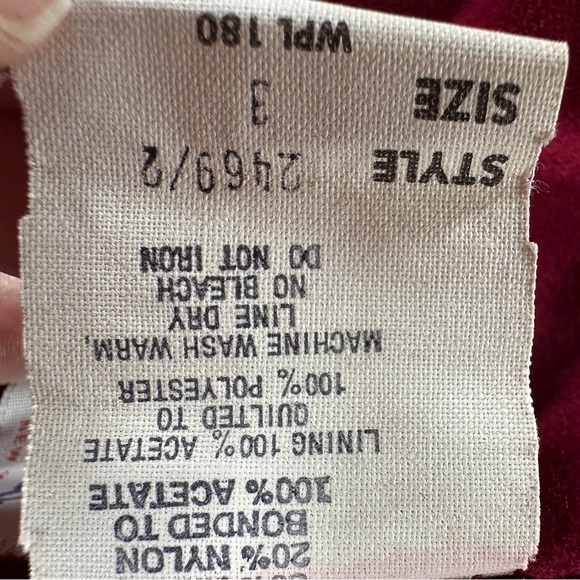 20% NYLON
BONDED TO
100% ACETATE
LINING 100% ACETATE
QUILTED TO
100% POLYESTER
MACHINE WASH WARM,
LINE DRY
NO BLEACH
DO NOT IRON
STYLE 2469/2
SIZE 3
WPL 180
NEW